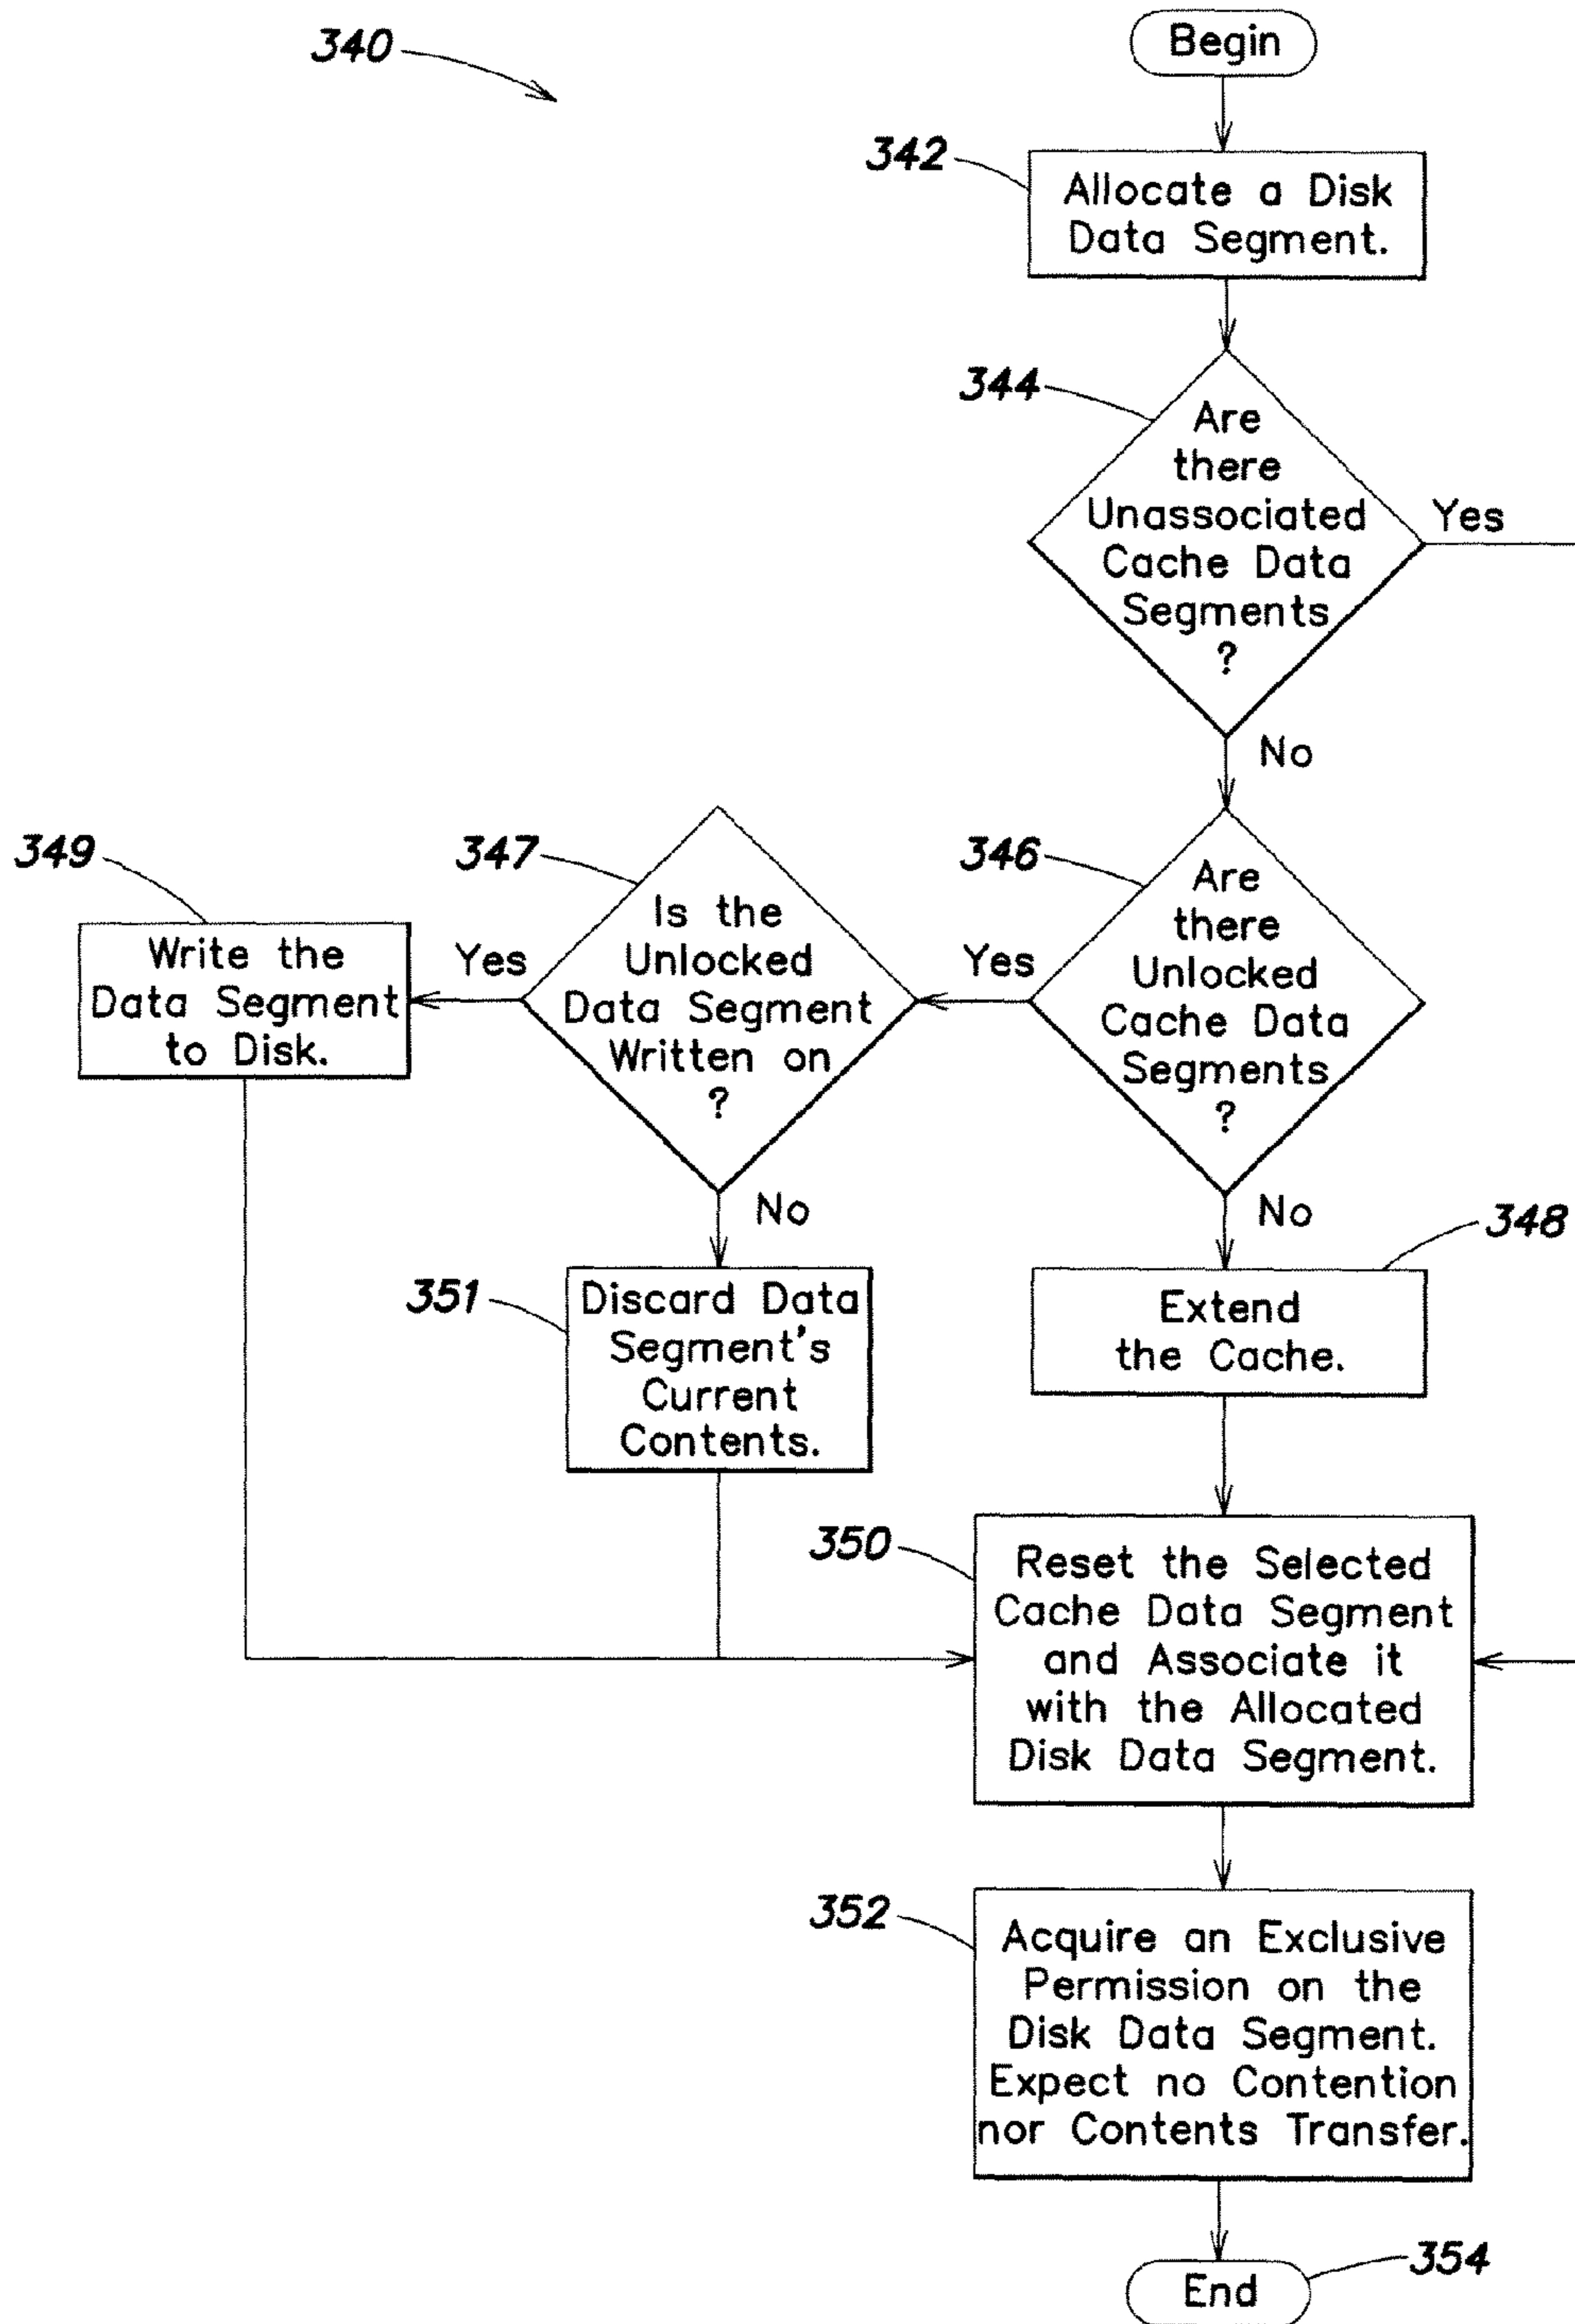 340
Begin
342
Allocate a Disk
Data Segment.
344
Are
there
Unassociated
Cache Data
Segments
?
Yes
No
349
Write the
Data Segment
to Disk.
Yes
347
Is the
Unlocked
Data Segment
Written on
?
Yes
346
Are
there
Unlocked
Cache Data
Segments
?
No
No
351
Discard Data
Segment's
Current
Contents.
348
Extend
the Cache.
350
Reset the Selected
Cache Data Segment
and Associate it
with the Allocated
Disk Data Segment.
352
Acquire an Exclusive
Permission on the
Disk Data Segment.
Expect no Contention
nor Contents Transfer.
354
End